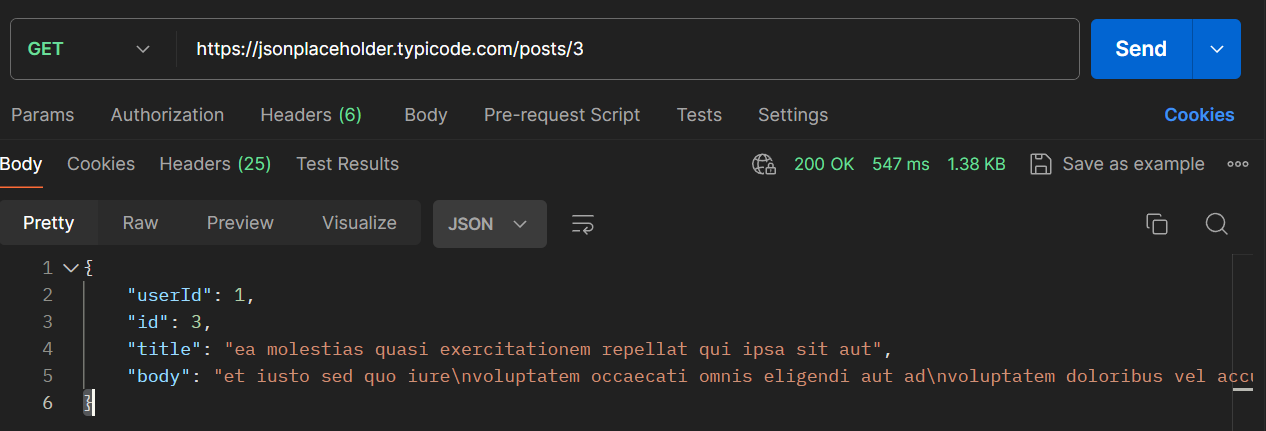 GET https://jsonplaceholder.typicode.com/posts/3 Send
Params Authorization Headers (6) Body Pre-request Script Tests Settings Cookies
Body Cookies Headers (25) Test Results 200 OK 547 ms 1.38 KB Save as example
Pretty Raw Preview Visualize JSON
1 {
2 "userId": 1,
3 "id": 3,
4 "title": "ea molestias quasi exercitationem repellat qui ipsa sit aut",
5 "body": "et iusto sed quo iure\nvoluptatem occaecati omnis eligendi aut ad\nvoluptatem doloribus vel
6 }